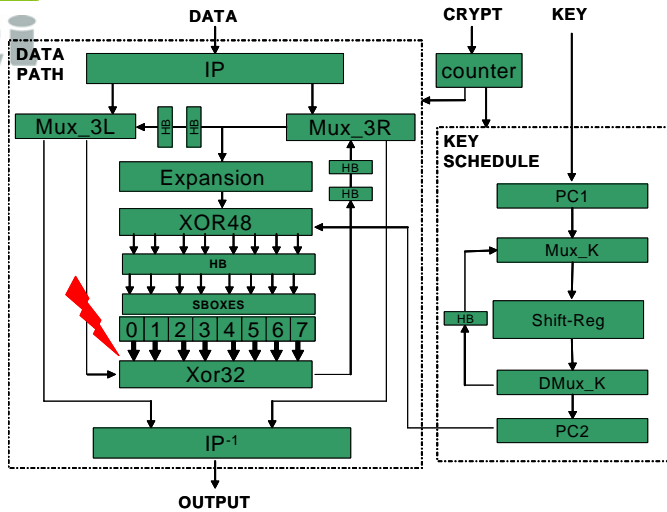 DATA
CRYPT
KEY
DATA
PATH
IP
counter
Mux_3L
HB
HB
Mux_3R
KEY
SCHEDULE
HB
Expansion
HB
PC1
XOR48
Mux_K
HB
SBOXES
HB
Shift-Reg
0 1 2 3 4 5 6 7
Xor32
DMux_K
PC2
IP-1
OUTPUT